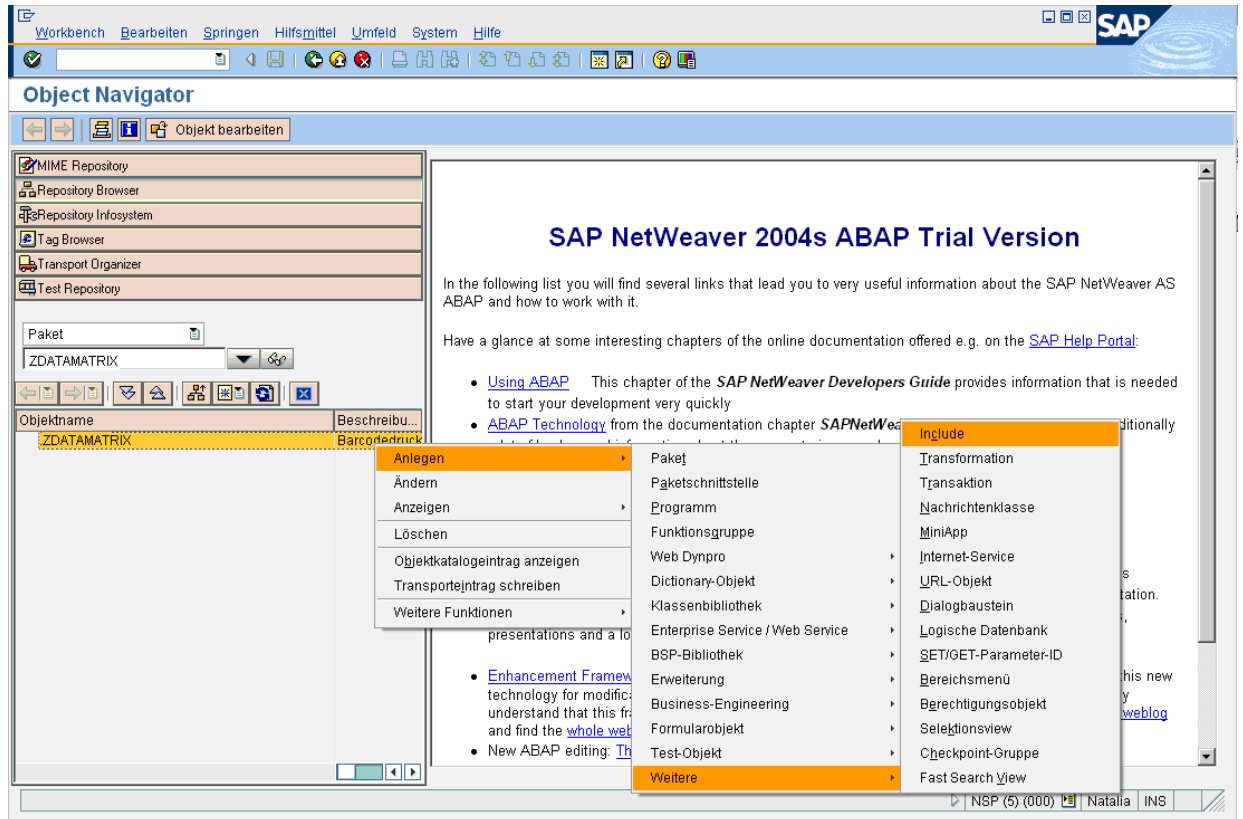 Workbench Bearbeiten Springen Hilfsmittel Umfeld System Hilfe
SAP
Object Navigator
Objekt bearbeiten
MIME Repository
Repository Browser
Repository Infosystem
Tag Browser
Transport Organizer
Test Repository
Paket
ZDATAMATRIX
Objektname Beschreibu...
ZDATAMATRIX Barcodedruck
SAP NetWeaver 2004s ABAP Trial Version
In the following list you will find several links that lead you to very useful information about the SAP NetWeaver AS
ABAP and how to work with it.
Have a glance at some interesting chapters of the online documentation offered e.g. on the SAP Help Portal:
Using ABAP This chapter of the SAP NetWeaver Developers Guide provides information that is needed
to start your development very quickly
ABAP Technology from the documentation chapter SAPNetWea
ditionally
s
tation.
presentations and a lo
Enhancement Framew
his new
technology for modific
y
understand that this fra
weblog
and find the whole web
New ABAP editing: Th
Anlegen
Ändern
Anzeigen
Löschen
Objektkatalogeintrag anzeigen
Transporteintrag schreiben
Weitere Funktionen
Paket
Paketschnittstelle
Programm
Funktionsgruppe
Web Dynpro
Dictionary-Objekt
Klassenbibliothek
Enterprise Service / Web Service
BSP-Bibliothek
Erweiterung
Business-Engineering
Formularobjekt
Test-Objekt
Weitere
Include
Transformation
Transaktion
Nachrichtenklasse
MiniApp
Internet-Service
URL-Objekt
Dialogbaustein
Logische Datenbank
SET/GET-Parameter-ID
Bereichsmenü
Berechtigungsobjekt
Selektionsview
Checkpoint-Gruppe
Fast Search View
NSP (5) (000) Natalia INS